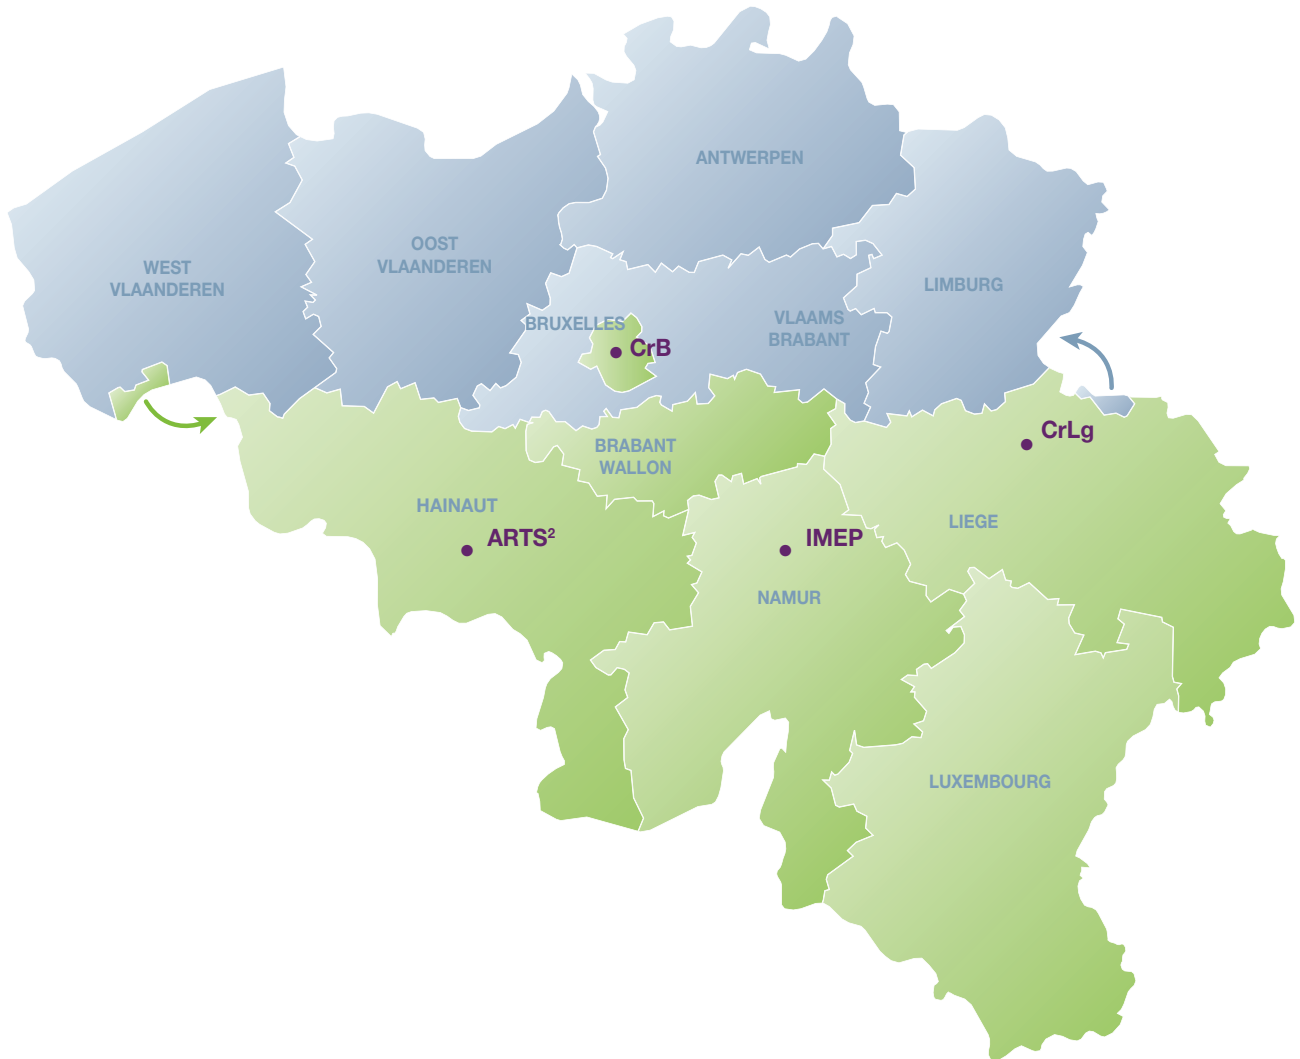 ANTWERPEN
OOST
VLAANDEREN
WEST
VLAANDEREN
LIMBURG
BRUXELLES
VLAAMS
BRABANT
CrB
CrLg
BRABANT
WALLON
HAINAUT
LIEGE
ARTS²
IMEP
NAMUR
LUXEMBOURG